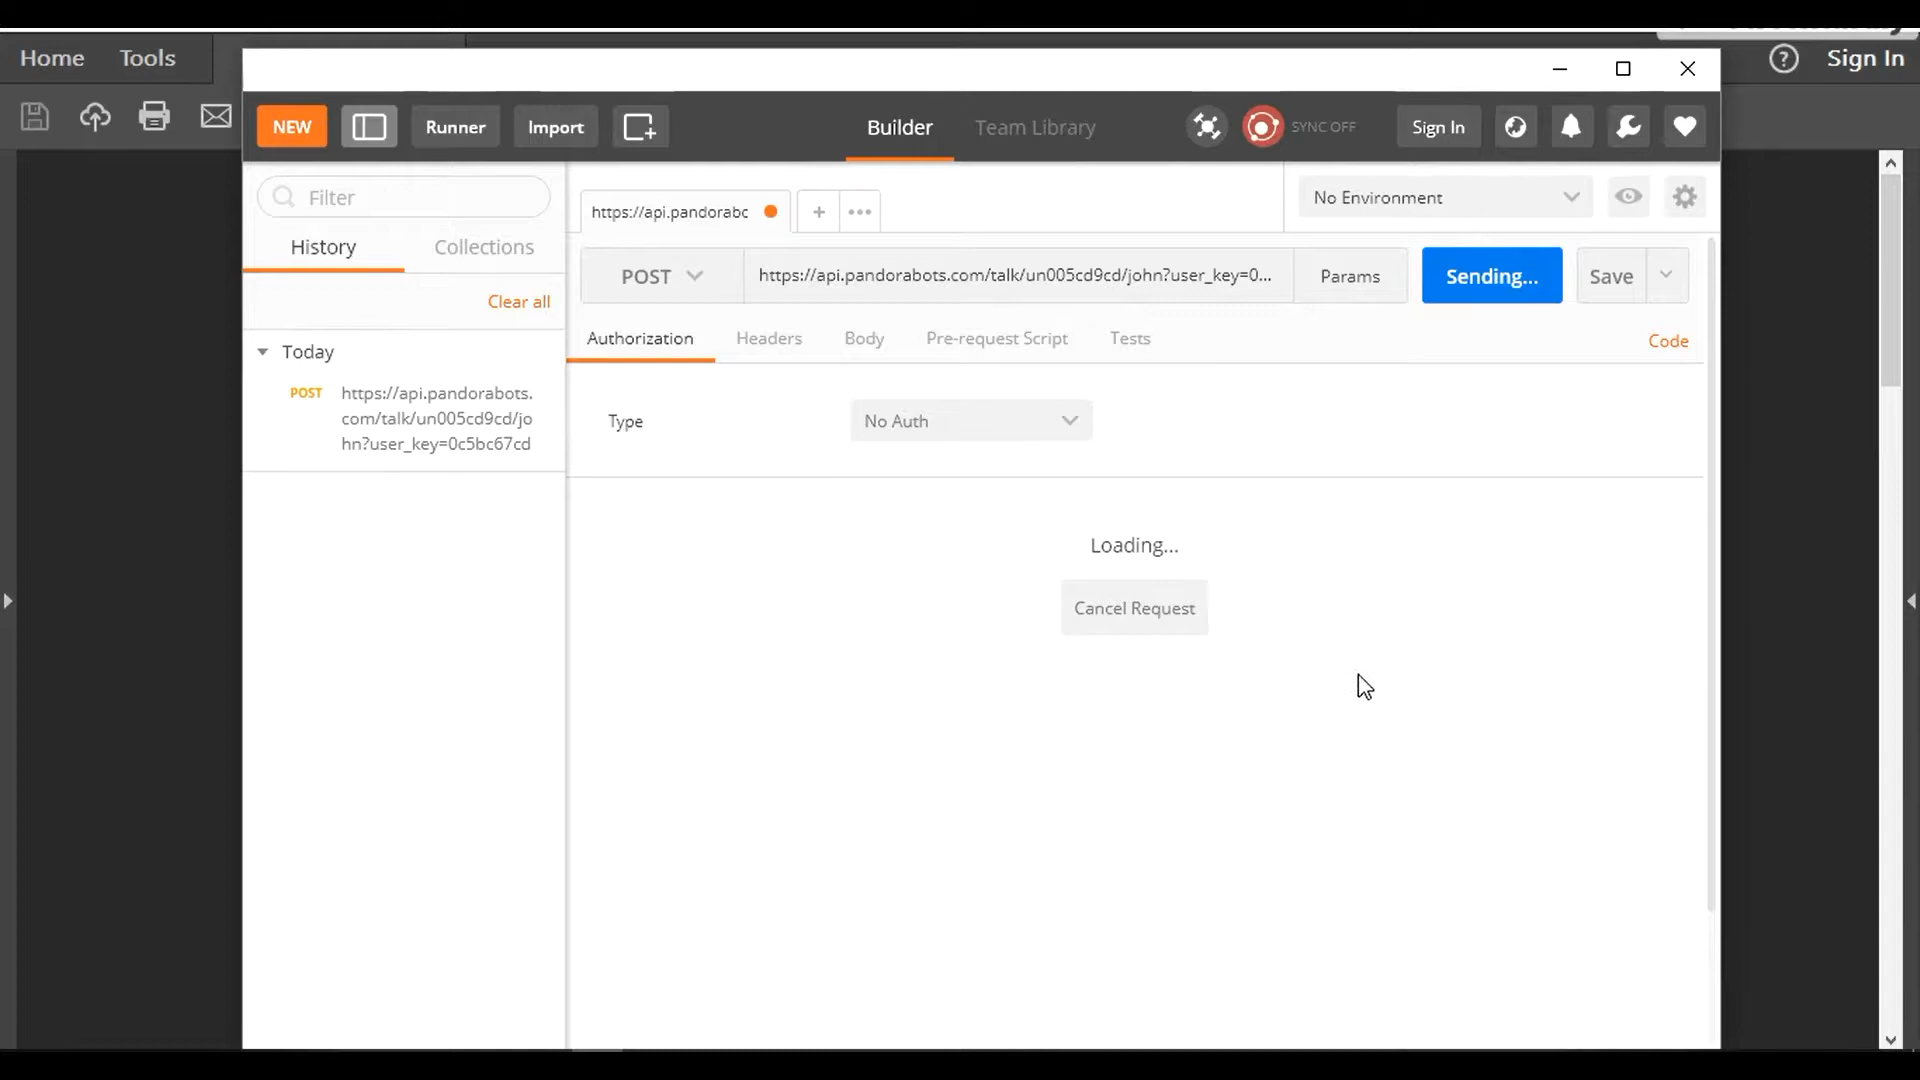 Home Tools
Sign In
NEW Runner Import Builder Team Library SYNC OFF Sign In
Filter
https://api.pandorabc
No Environment
History Collections
POST https://api.pandorabots.com/talk/un005cd9cd/john?user_key=0... Params Sending... Save
Clear all
Authorization Headers Body Pre-request Script Tests Code
Today
POST https://api.pandorabots.
com/talk/un005cd9cd/jo
hn?user_key=0c5bc67cd
Type No Auth
Loading...
Cancel Request